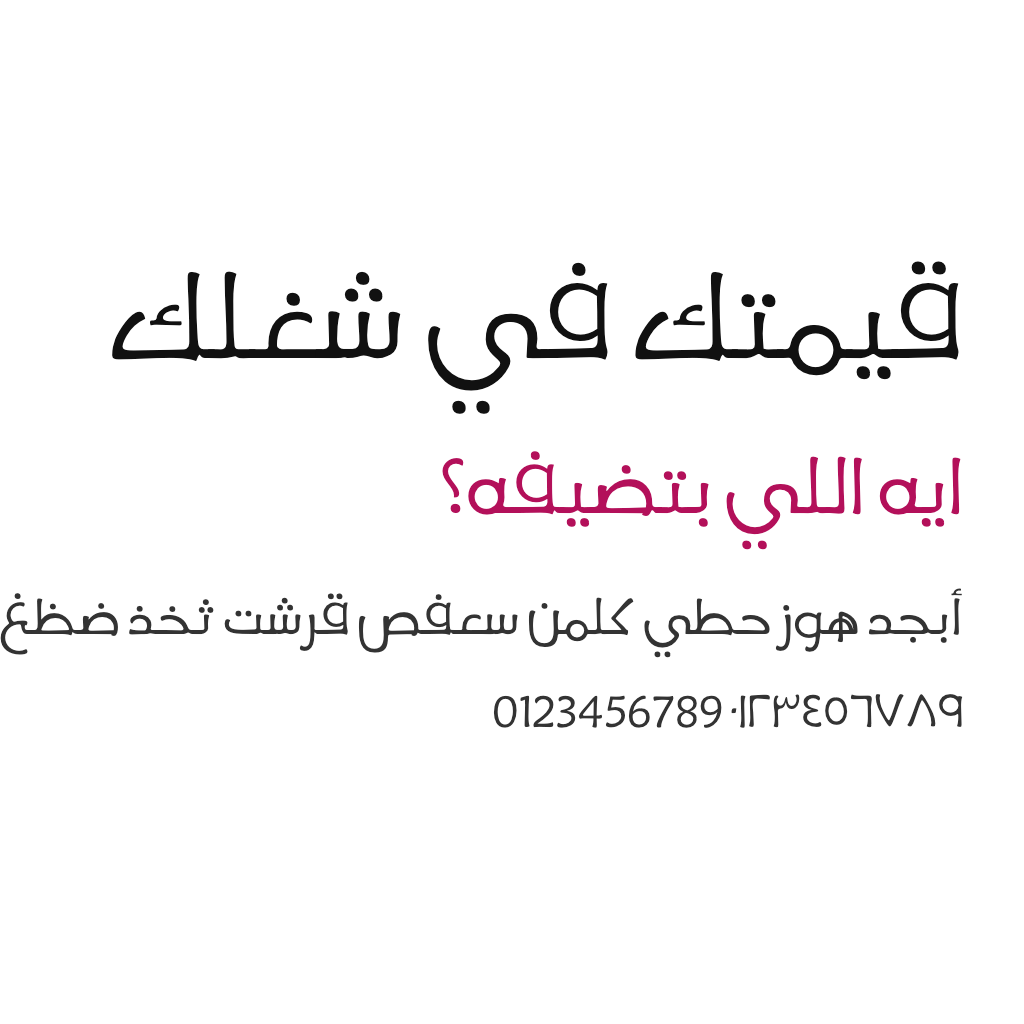 قيمتك في شغلك
ايه اللي بتضيفه؟
أبجد هوز حطي كلمن سعفص قرشت ثخذ ضظغ
0123456789 ٠١٢٣٤٥٦٧٨٩